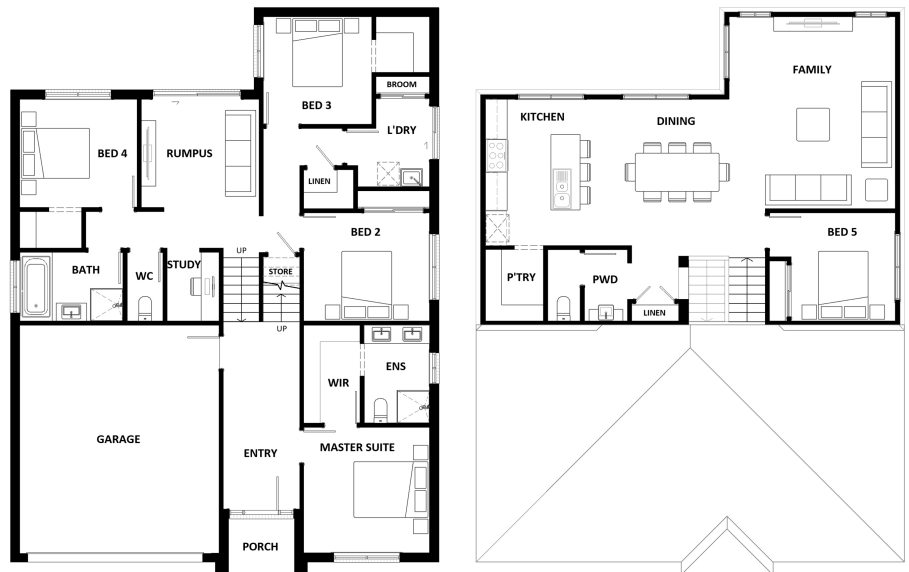 BED 3
BROOM
L'DRY
BED 4
RUMPUS
LINEN
BED 2
BATH
WC
STUDY
UP
STORE
UP
ENS
WIR
GARAGE
ENTRY
MASTER SUITE
PORCH
FAMILY
KITCHEN
DINING
BED 5
P'TRY
PWD
LINEN